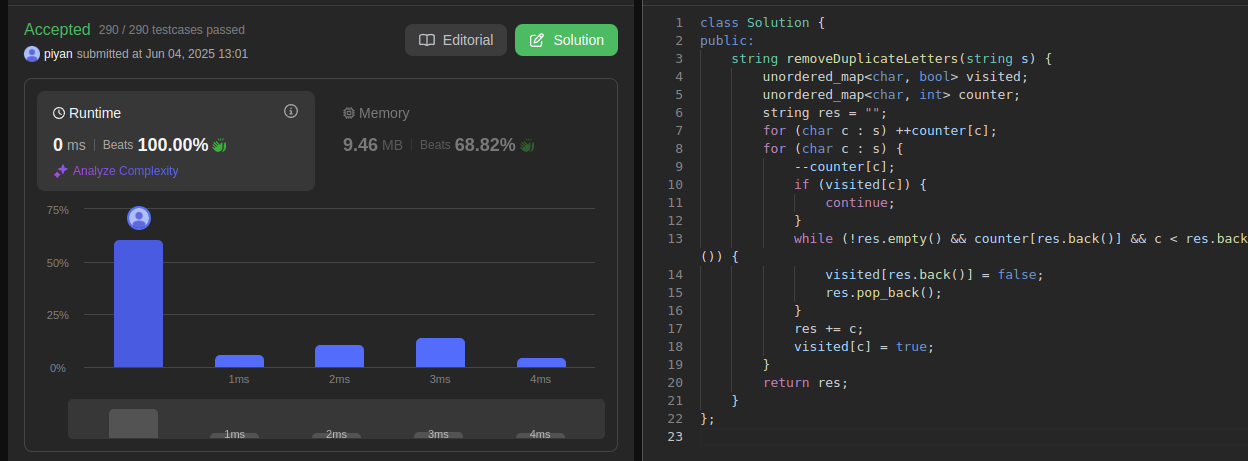 Accepted 290 / 290 testcases passed
piyan submitted at Jun 04, 2025 13:01
Editorial
Solution
Runtime
0 ms | Beats 100.00%
Analyze Complexity
Memory
9.46 MB | Beats 68.82%
75%
50%
25%
0%
1ms 2ms 3ms 4ms
1ms 2ms 3ms 4ms
1 class Solution {
2 public:
3     string removeDuplicateLetters(string s) {
4         unordered_map<char, bool> visited;
5         unordered_map<char, int> counter;
6         string res = "";
7         for (char c : s) ++counter[c];
8         for (char c : s) {
9             --counter[c];
10             if (visited[c]) {
11                 continue;
12             }
13             while (!res.empty() && counter[res.back()] && c < res.back
()) {
14                 visited[res.back()] = false;
15                 res.pop_back();
16             }
17             res += c;
18             visited[c] = true;
19         }
20         return res;
21     }
22 };
23